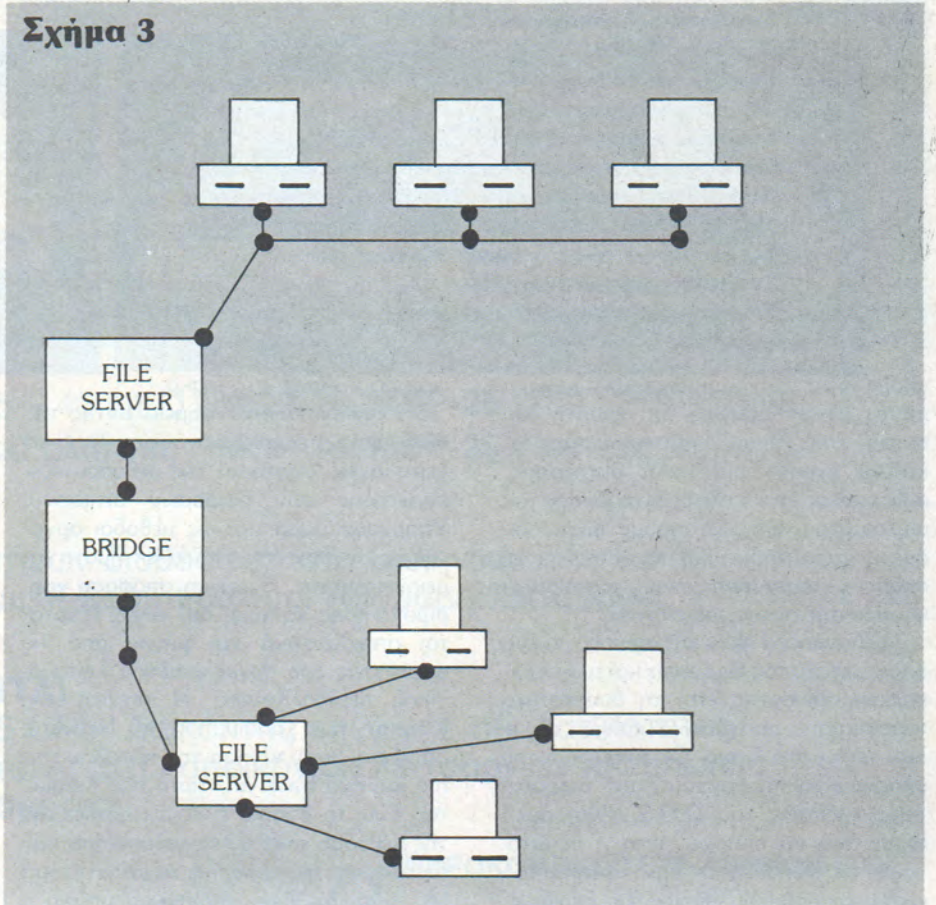 Σχήμα 3
FILE
SERVER
BRIDGE
FILE
SERVER